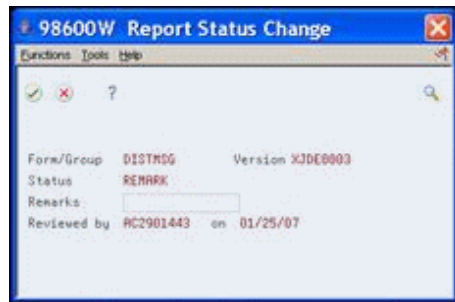 98600W Report Status Change
Functions Tools Help
?
Form/Group DISTMSG Version XJDE0003
Status REMARK
Remarks
Reviewed by AC2901443 on 01/25/07